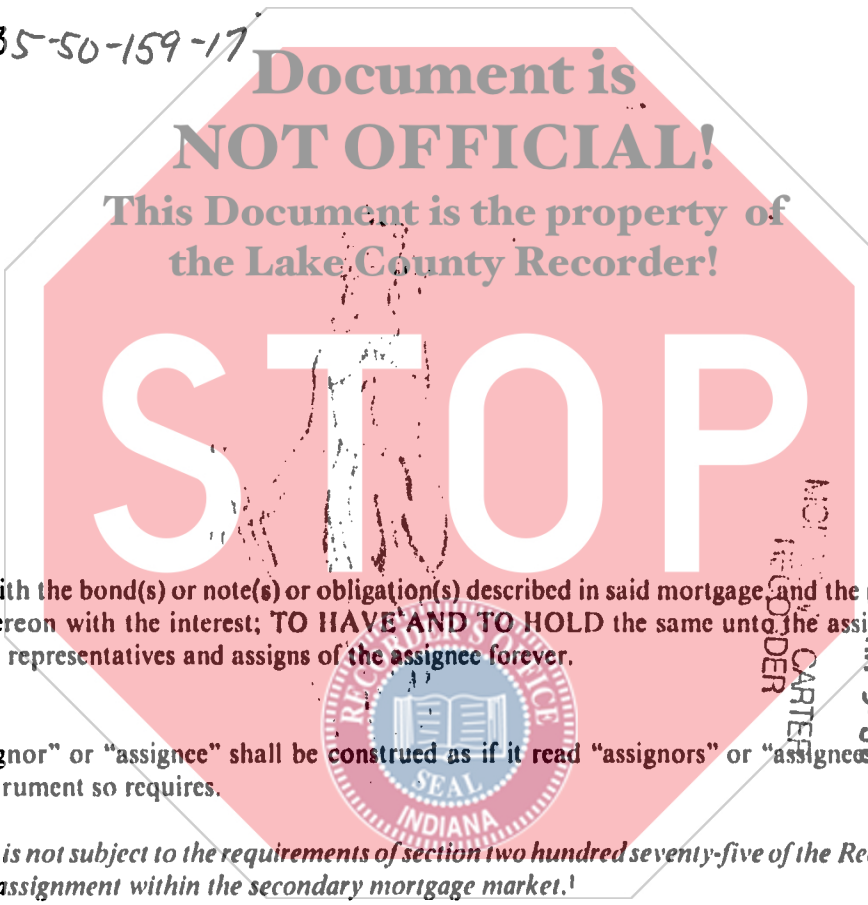 35-50-159-17
Document is
NOT OFFICIAL!
This Document is the property of
the Lake County Recorder!
STOP
ith the bond(s) or note(s) or obligation(s) described in said mortgage, and the
ereon with the interest; TO HAVE AND TO HOLD the same unto the assi
representatives and assigns of the assignee forever.
RECORDER
CARTER
RECORDER'S OFFICE
SEAL
INDIANA
gnor” or “assignee” shall be construed as if it read “assignors” or “assignees
rument so requires.
is not subject to the requirements of section two hundred seventy-five of the Re
assignment within the secondary mortgage market.¹